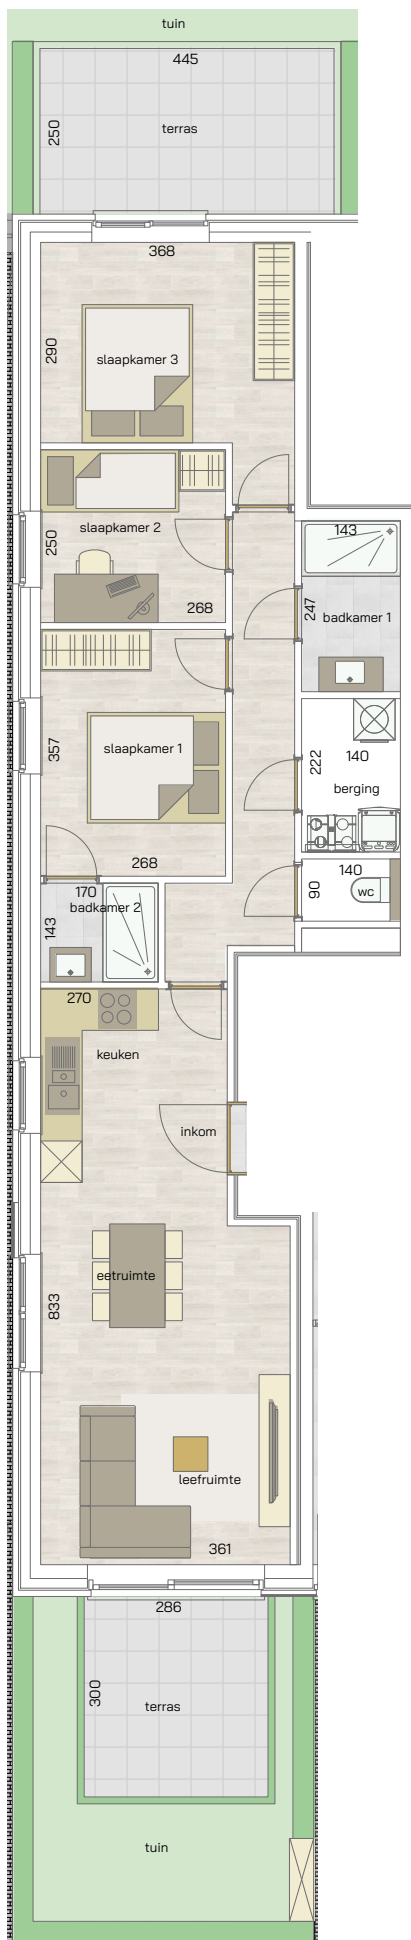 tuin
445
250
terras
368
290
slaapkamer 3
slaapkamer 2
250
268
143
247
badkamer 1
slaapkamer 1
357
268
222
140
berging
140
90
wc
170
badkamer 2
143
270
keuken
inkom
eetruimte
833
leefruimte
361
286
300
terras
tuin